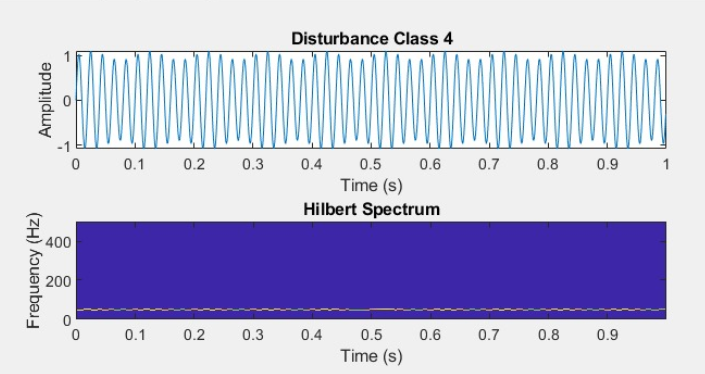 Disturbance Class 4
1
0
-1
Amplitude
0 0.1 0.2 0.3 0.4 0.5 0.6 0.7 0.8 0.9 1
Time (s)
Hilbert Spectrum
400
200
0
Frequency (Hz)
0 0.1 0.2 0.3 0.4 0.5 0.6 0.7 0.8 0.9
Time (s)